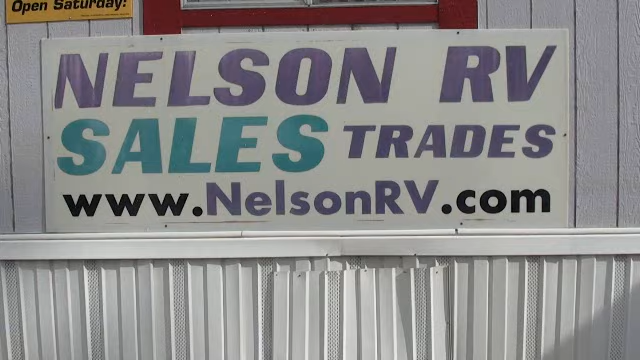 Open Saturday:
NELSON RV
SALES TRADES
www.NelsonRV.com